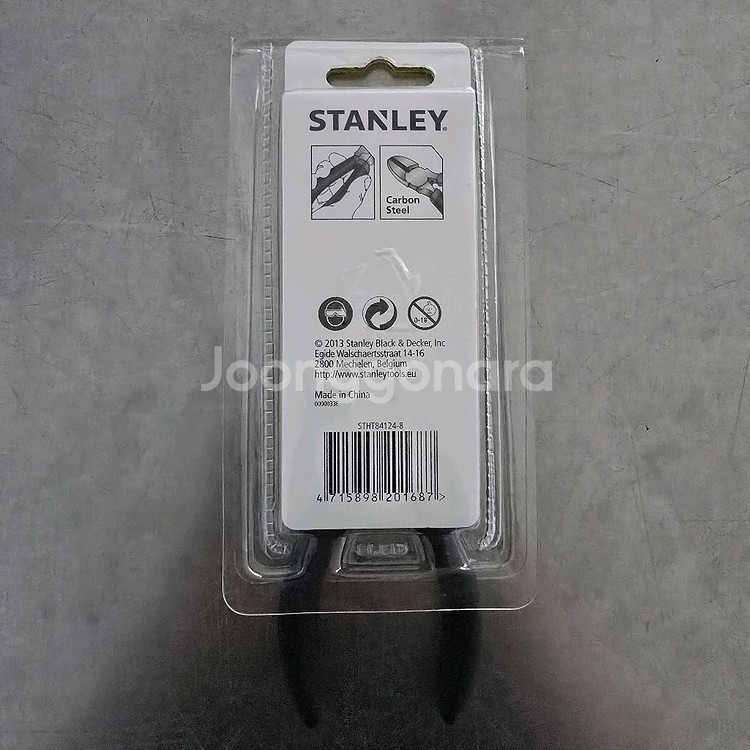 STANLEY®
Carbon
Steel
0-18
© 2013 Stanley Black & Decker, Inc
Egide Walschaertsstraat 14-16
2800 Mechelen, Belgium
http://www.stanleytools.eu
Joonggonara
Made in China
STHT84124-8
4 715898 201687 >